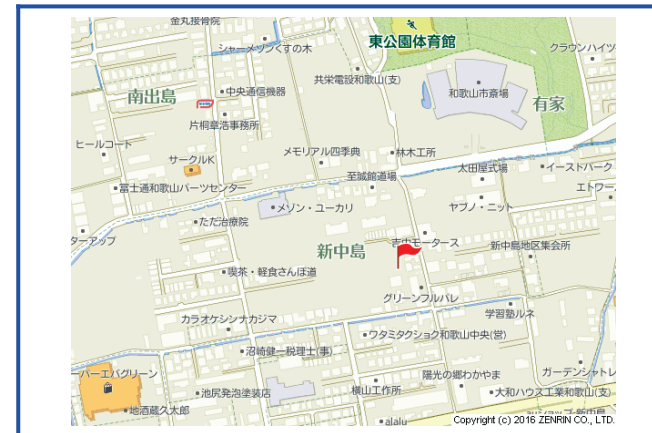 金丸接骨院
シャーメゾンくすの木
東公園体育館
クラウンハイツ
共栄電設和歌山(支)
中央通信機器
和歌山市斎場
南出島
有家
片桐章浩事務所
ヒールコート
メモリアル四季典
林木工所
サークルK
太田屋式場
イーストパーク
至誠館道場
富士通和歌山パーツセンター
エトワー
メゾン・ユーカリ
ヤブノ・ニット
ただ治療院
ターアップ
新中島
吉中モータース
新中島地区集会所
喫茶・軽食さんぽ道
グリーンフルバレ
カラオケシンナカジマ
学習塾ルネ
ワタミタクショク和歌山中央(営)
沼崎健一税理士(事)
ーパーエバグリーン
陽光の郷わかやま
ガーデンシャトレ
池尻発泡塗装店
横山工作所
大和ハウス工業和歌山(支)
地酒蔵久太郎
alalu
Copyright (c) 2016 ZENRIN CO., LTD.